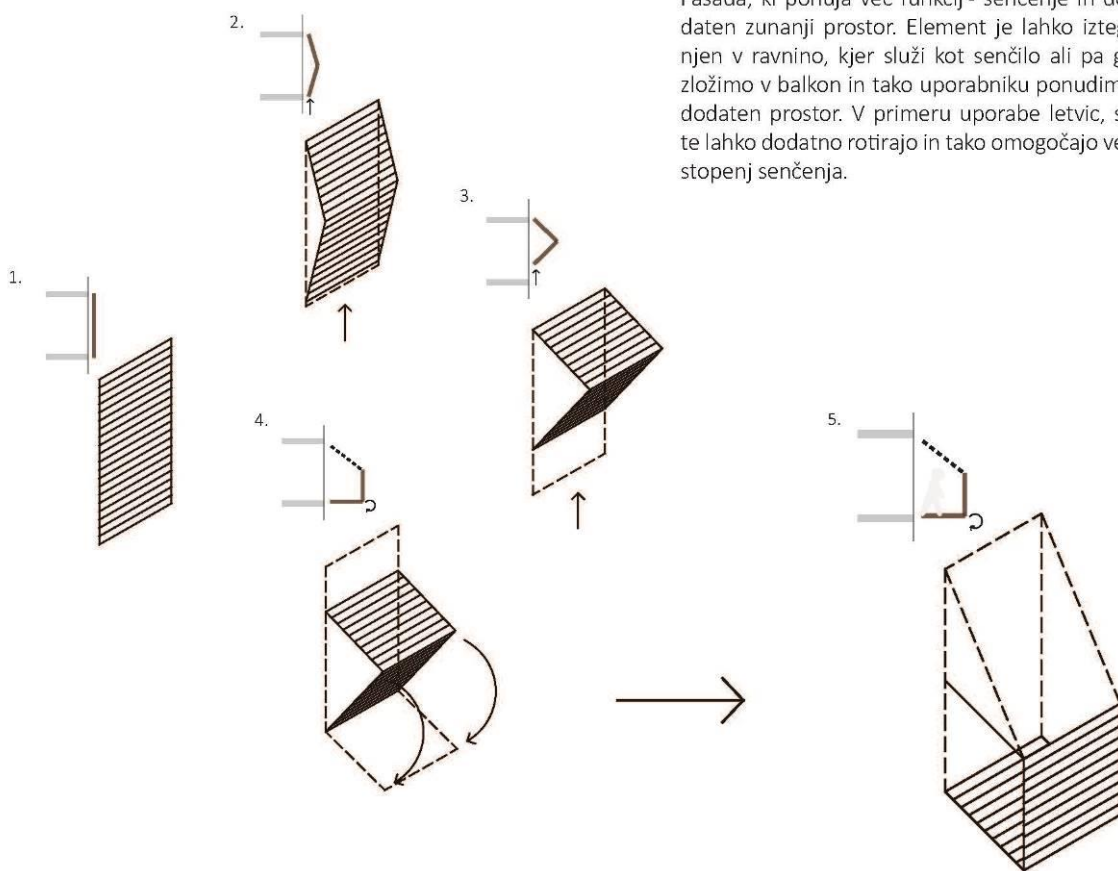 Fasada, ki ponuja več funkcij - senčenje in do
daten zunanji prostor. Element je lahko izteg
njen v ravnino, kjer služi kot senčilo ali pa g
zložimo v balkon in tako uporabniku ponudim
dodaten prostor. V primeru uporabe letvic, s
te lahko dodatno rotirajo in tako omogočajo ve
stopenj senčenja.
1.
2.
3.
4.
5.